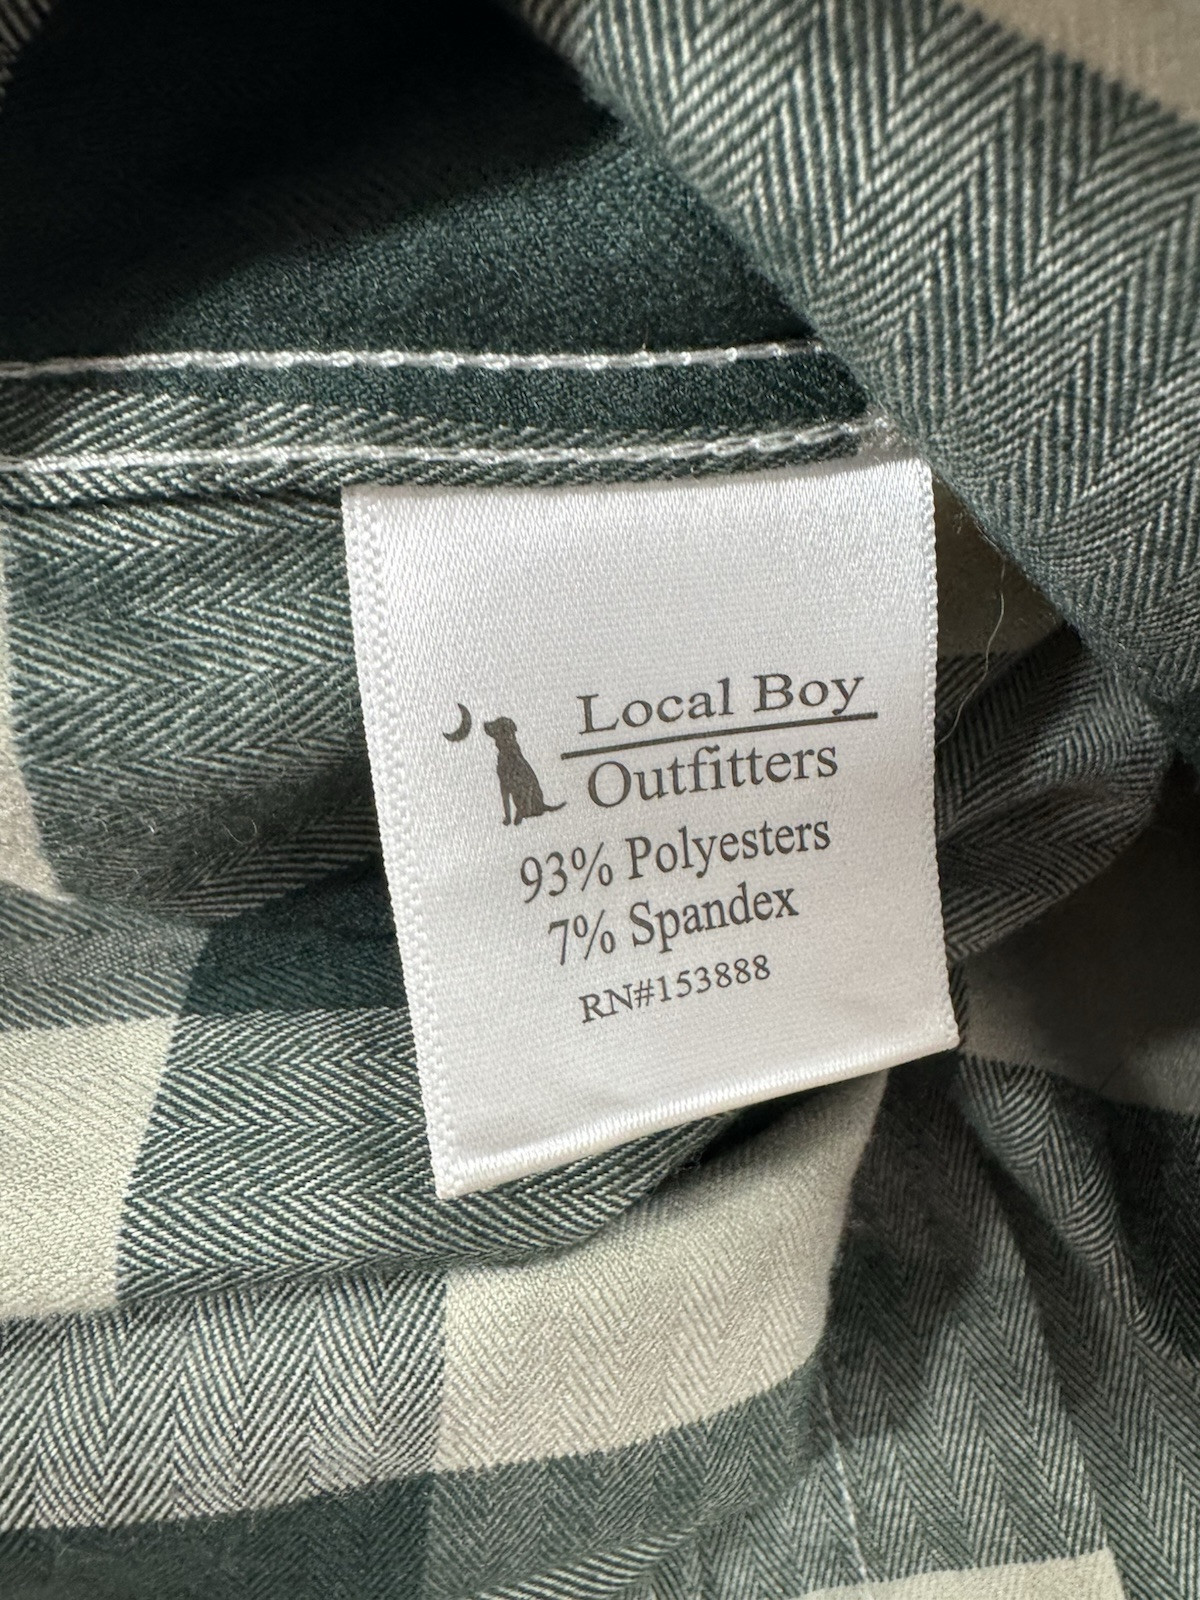 Local Boy
Outfitters
93% Polyesters
7% Spandex
RN#153888